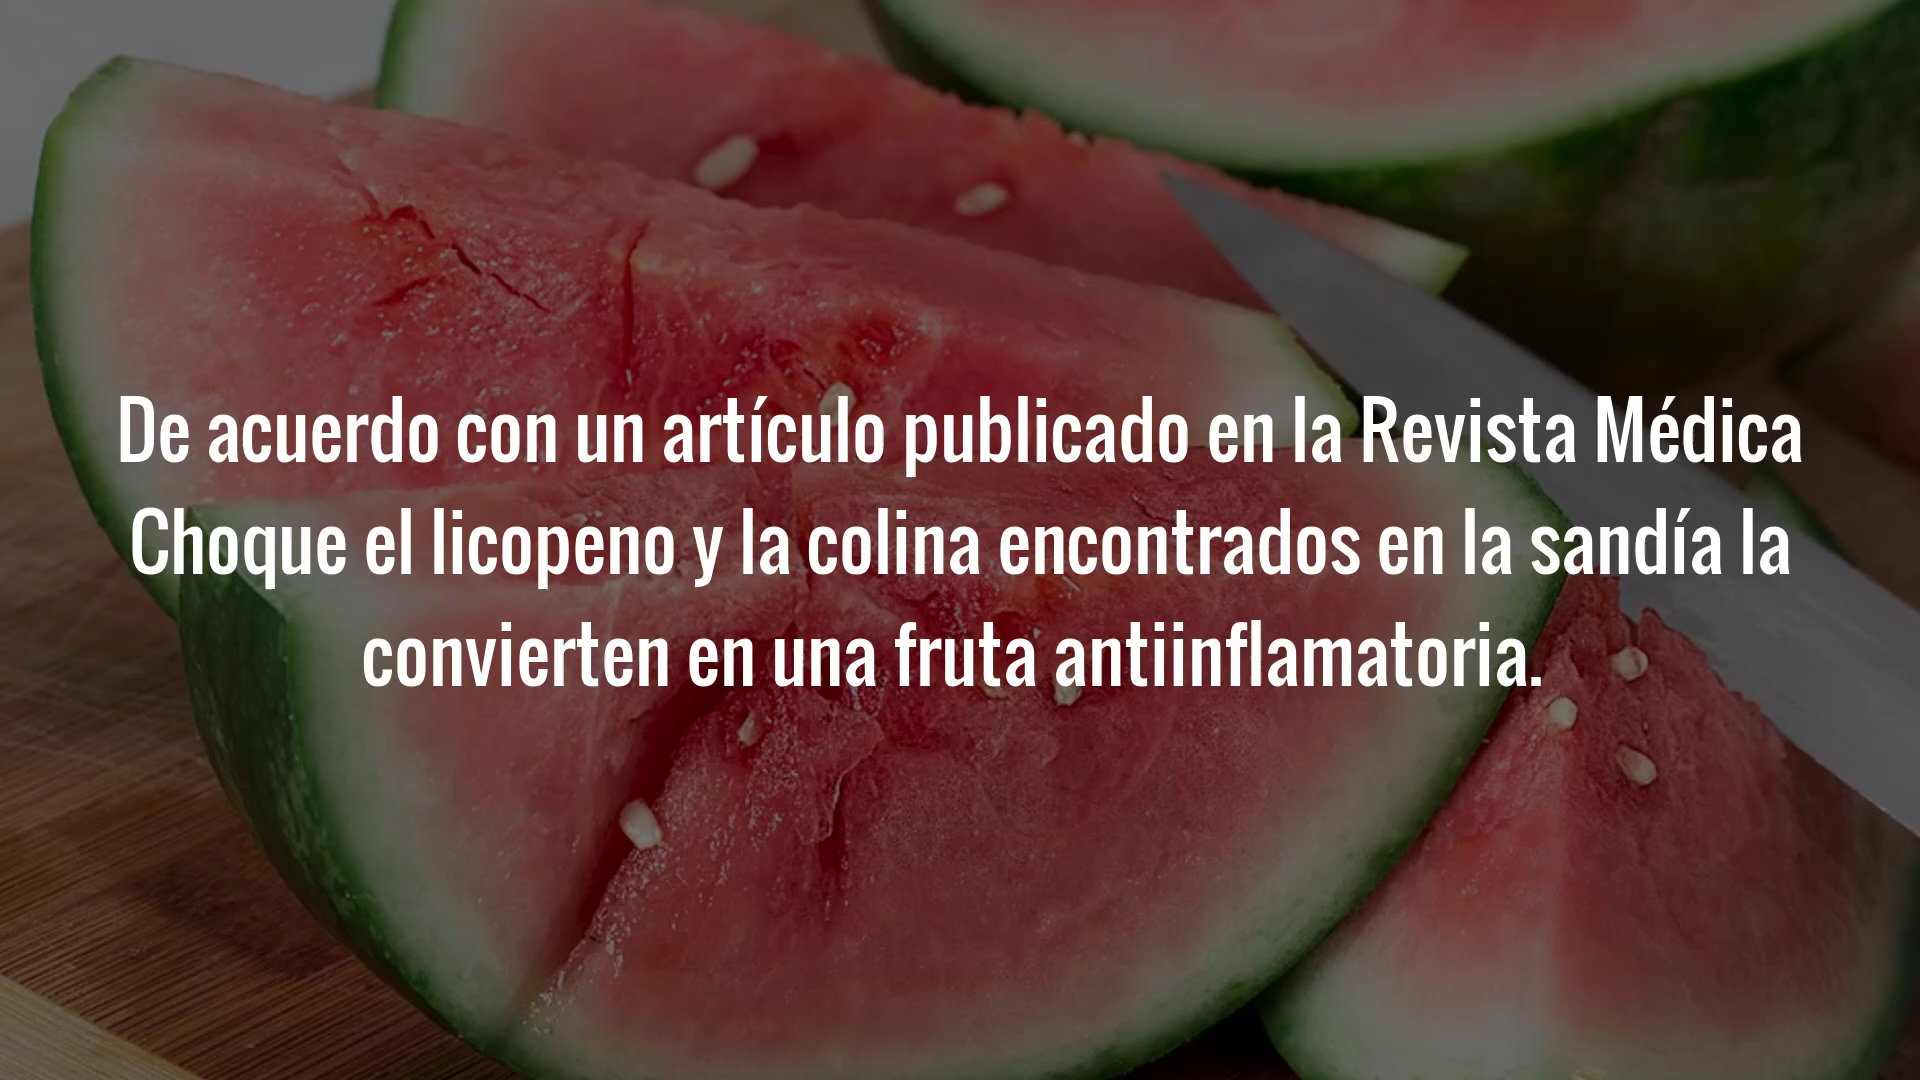 De acuerdo con un artículo publicado en la Revista Médica
Choque el licopeno y la colina encontrados en la sandía la
convierten en una fruta antiinflamatoria.